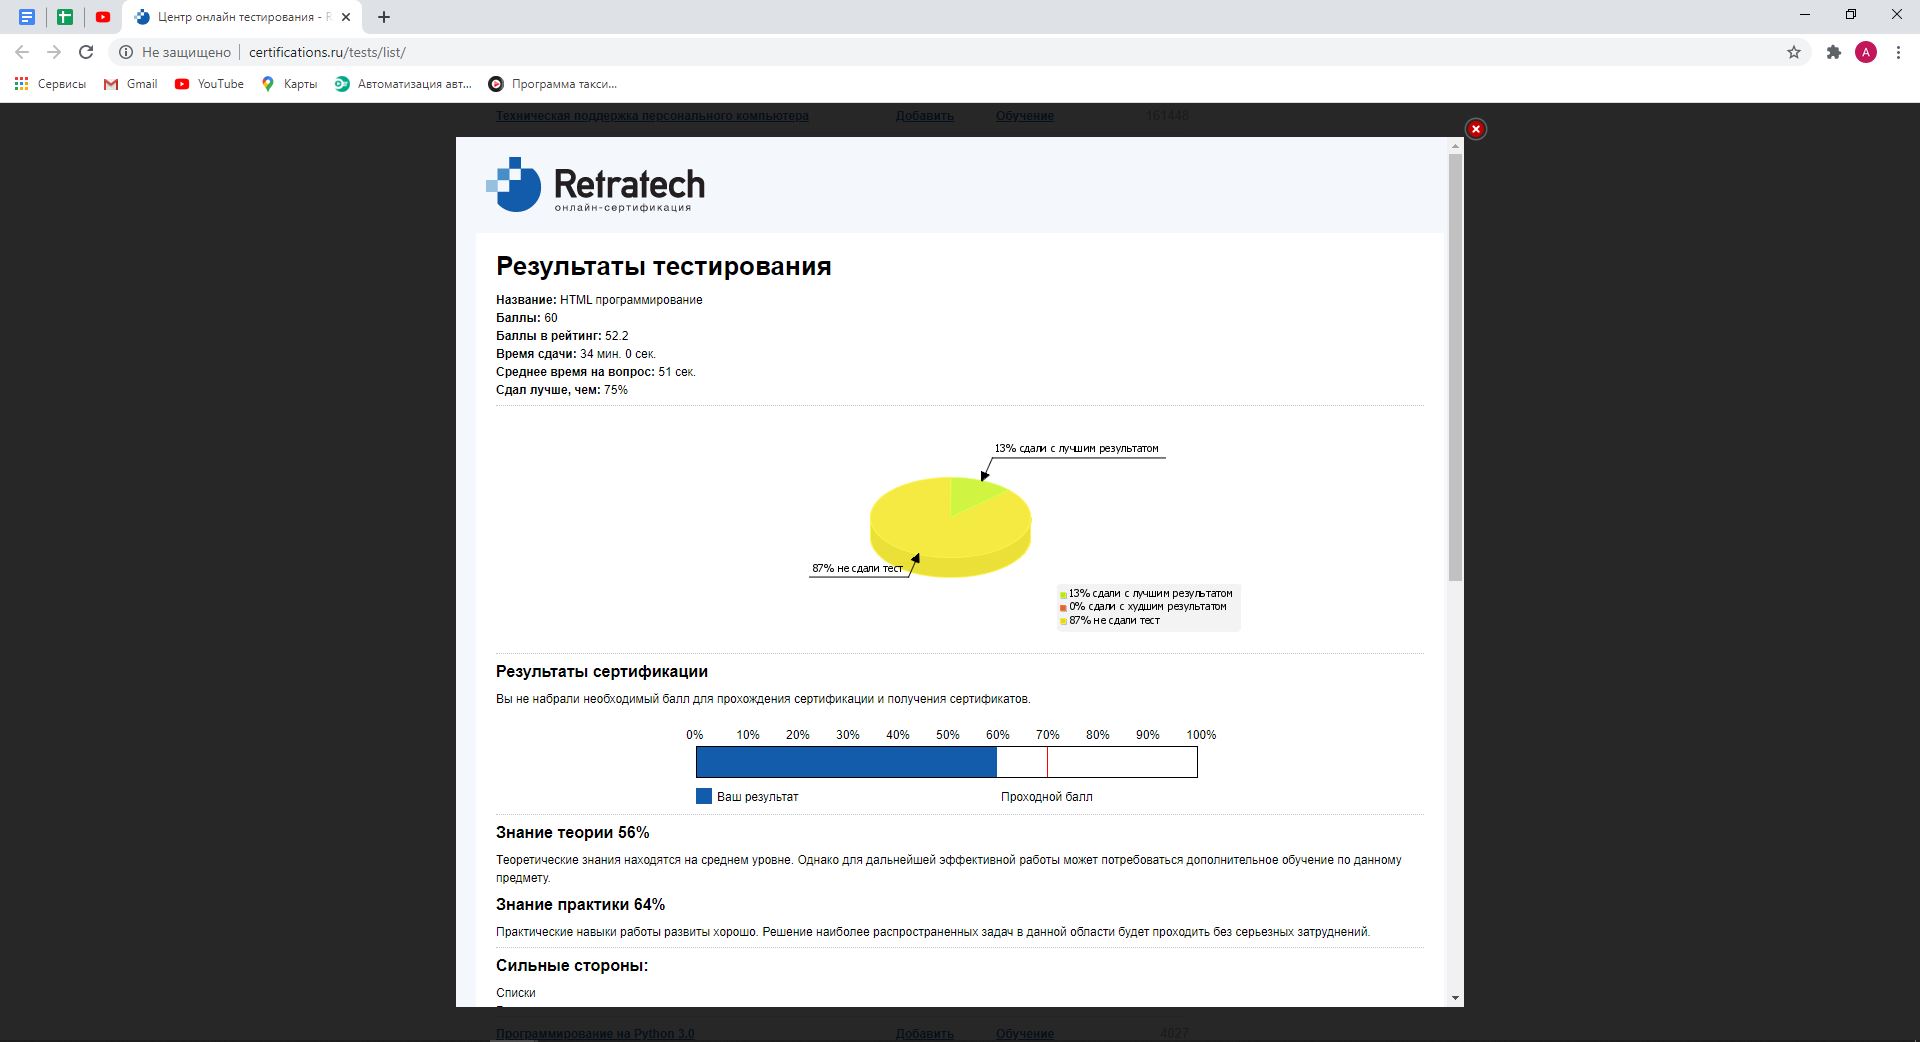 Центр онлайн тестирования - R
Не защищено
certifications.ru/tests/list/
A
Сервисы
Gmail
YouTube
Карты
Автоматизация авт...
Программа такси...
Техническая поддержка персонального компьютера
Добавить
Обучение
161448
Retratech
онлайн-сертификация
Результаты тестирования
Название: HTML программирование
Баллы: 60
Баллы в рейтинг: 52.2
Время сдачи: 34 мин. 0 сек.
Среднее время на вопрос: 51 сек.
Сдал лучше, чем: 75%
13% сдали с лучшим результатом
87% не сдали тест
13% сдали с лучшим результатом
0% сдали с худшим результатом
87% не сдали тест
Результаты сертификации
Вы не набрали необходимый балл для прохождения сертификации и получения сертификатов.
0% 10% 20% 30% 40% 50% 60% 70% 80% 90% 100%
Ваш результат
Проходной балл
Знание теории 56%
Теоретические знания находятся на среднем уровне. Однако для дальнейшей эффективной работы может потребоваться дополнительное обучение по данному
предмету.
Знание практики 64%
Практические навыки работы развиты хорошо. Решение наиболее распространенных задач в данной области будет проходить без серьезных затруднений.
Сильные стороны:
Списки
Программирование на Python 3.0
Добавить
Обучение
4027